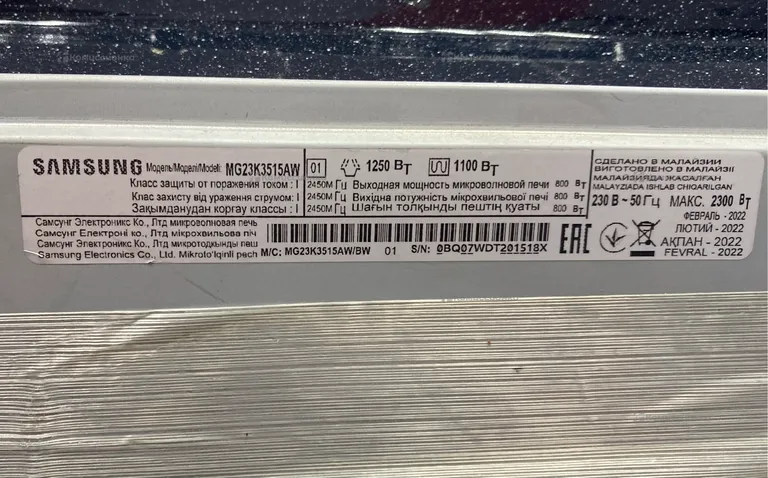 SAMSUNG Модель/Моделі/Modeli: MG23K3515AW 01 1250 Вт 1100 Вт
Класс защиты от поражения током : I 2450М Гц Выходная мощность микроволновой печи 800 Вт
Клас захисту від ураження струмом: I 2450М Гц Вихідна потужність мікрохвильової печі 800 Вт
Зақымданудан қорғау классы : I 2450М Гц Шағын толқынды пештің қуаты 800 Вт
СДЕЛАНО В МАЛАЙЗИИ
ВИГОТОВЛЕНО В МАЛАЙЗІЇ
МАЛАЙЗИЯДА ЖАСАЛҒАН
MALAYZIADA ISHLAB CHIQARILGAN
230 В ~ 50 Гц МАКС. 2300 Вт
Самсунг Электроникс Ко., Лтд микроволновая печь
Самсунг Електроніксі Ко., Лтд мікрохвильова піч
Самсунг Электроникс Ко., Лтд микротолқынды пеш
Samsung Electronics Co., Ltd. Mikroto'lqinli pech
M/C: MG23K3515AW/BW 01 S/N: 0BQ07WDT201518X
EAC
ФЕВРАЛЬ - 2022
ЛЮТИЙ - 2022
АҚПАН - 2022
FEVRAL - 2022